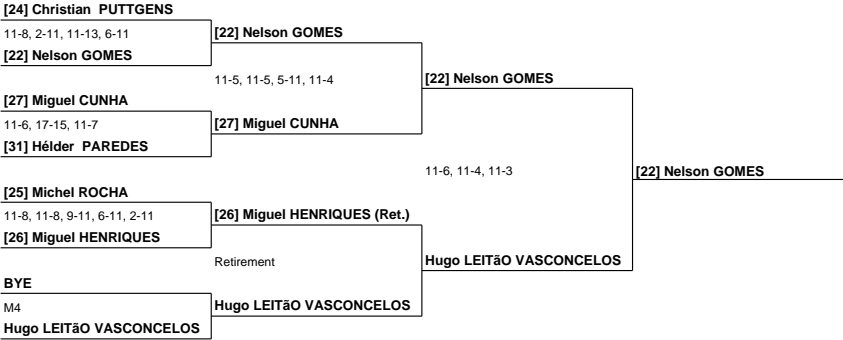 [24] Christian PUTTGENS
11-8, 2-11, 11-13, 6-11
[22] Nelson GOMES
[22] Nelson GOMES
11-5, 11-5, 5-11, 11-4
[22] Nelson GOMES
[27] Miguel CUNHA
11-6, 17-15, 11-7
[27] Miguel CUNHA
[31] Hélder PAREDES
11-6, 11-4, 11-3
[22] Nelson GOMES
[25] Michel ROCHA
11-8, 11-8, 9-11, 6-11, 2-11
[26] Miguel HENRIQUES (Ret.)
[26] Miguel HENRIQUES
Retirement
Hugo LEITãO VASCONCELOS
BYE
M4
Hugo LEITãO VASCONCELOS
Hugo LEITãO VASCONCELOS